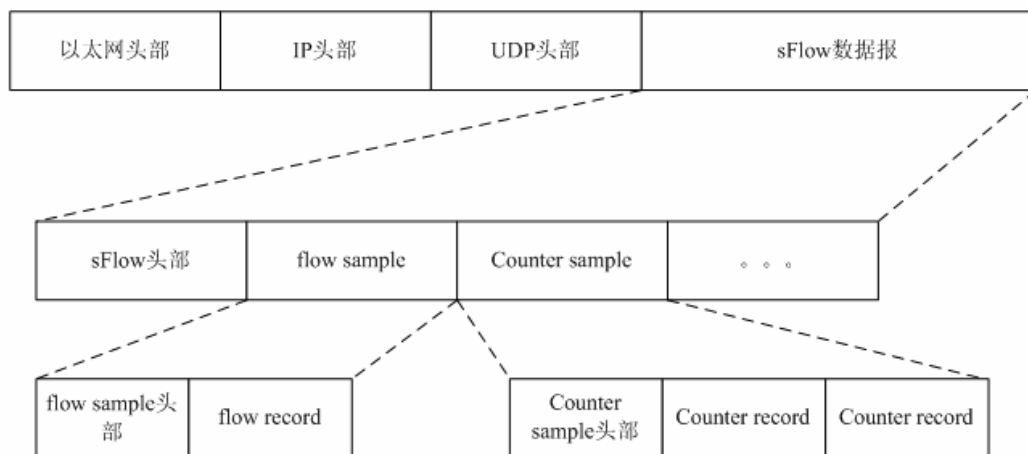 以太网头部
IP头部
UDP头部
sFlow数据报
sFlow头部
flow sample
Counter sample
。。。
flow sample头
部
flow record
Counter
sample头部
Counter record
Counter record